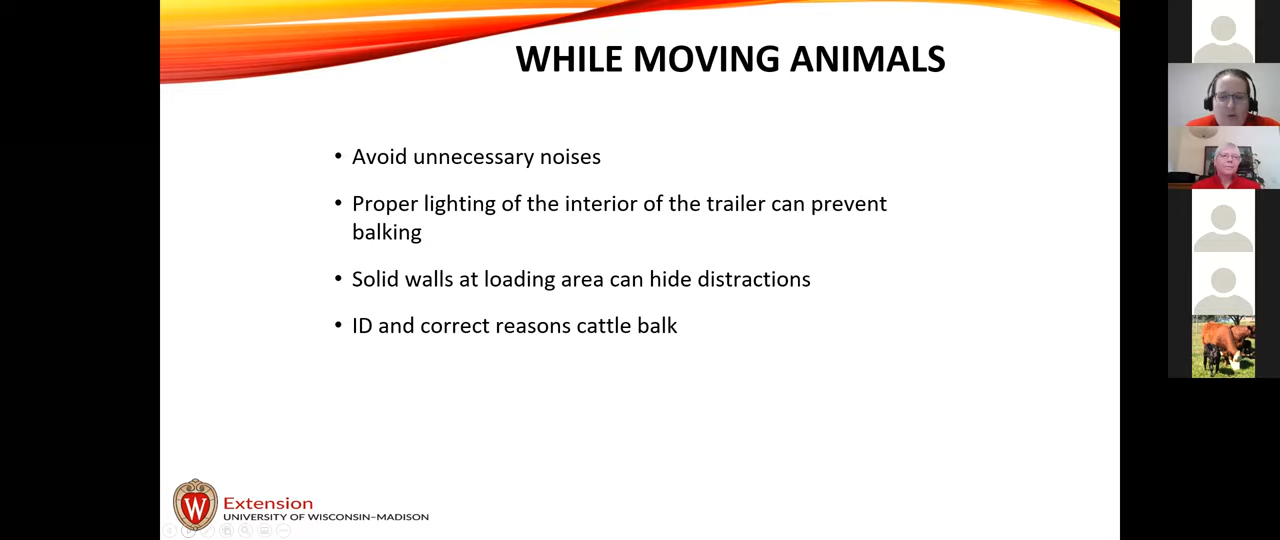 WHILE MOVING ANIMALS
• Avoid unnecessary noises
• Proper lighting of the interior of the trailer can prevent
balking
• Solid walls at loading area can hide distractions
• ID and correct reasons cattle balk
W
Extension
UNIVERSITY OF WISCONSIN–MADISON